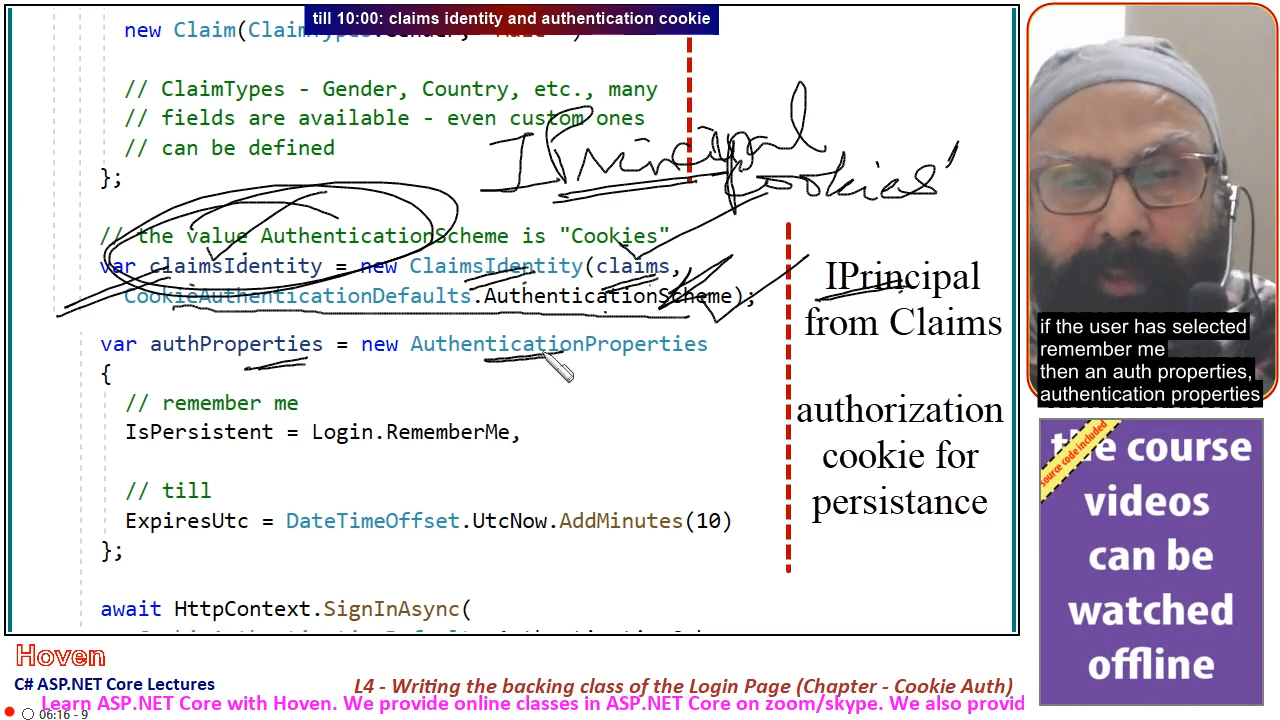 till 10:00: claims identity and authentication cookie
new Claim(
// ClaimTypes - Gender, Country, etc., many
// fields are available - even custom ones
// can be defined
};
IPrincipal
Cookies'
// the value AuthenticationScheme is "Cookies"
var claimsIdentity = new ClaimsIdentity(claims,
CookieAuthenticationDefaults.AuthenticationScheme);
var authProperties = new AuthenticationProperties
{
// remember me
IsPersistent = Login.RememberMe,
// till
ExpiresUtc = DateTimeOffset.UtcNow.AddMinutes(10)
};
await HttpContext.SignInAsync(
IPrincipal
from Claims
authorization
cookie for
persistance
if the user has selected
remember me
then an auth properties,
authentication properties
source code included
the course
videos
can be
watched
offline
Hoven
C# ASP.NET Core Lectures
L4 - Writing the backing class of the Login Page (Chapter - Cookie Auth)
Learn ASP.NET Core with Hoven. We provide online classes in ASP.NET Core on zoom/skype. We also provid
06:16 - 9